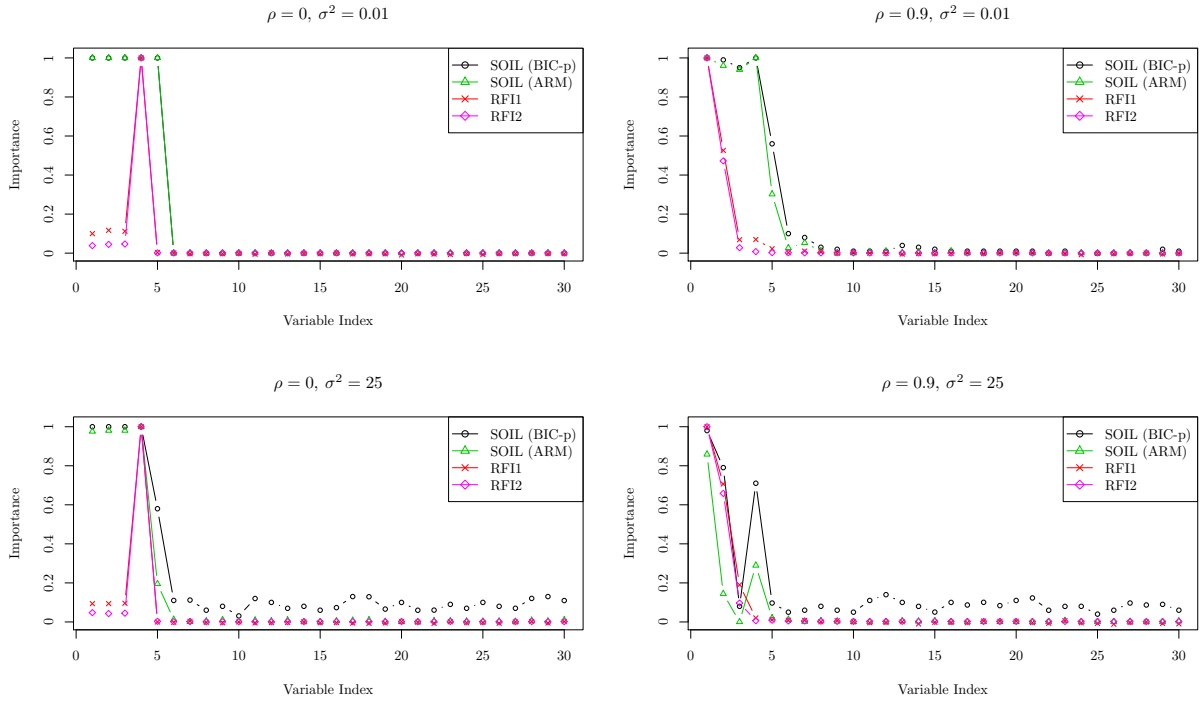 ρ = 0, σ² = 0.01
Importance
0 0.2 0.4 0.6 0.8 1
SOIL (BIC-p)
SOIL (ARM)
RFI1
RFI2
0 5 10 15 20 25 30
Variable Index
ρ = 0.9, σ² = 0.01
Importance
0 0.2 0.4 0.6 0.8 1
SOIL (BIC-p)
SOIL (ARM)
RFI1
RFI2
0 5 10 15 20 25 30
Variable Index
ρ = 0, σ² = 25
Importance
0 0.2 0.4 0.6 0.8 1
SOIL (BIC-p)
SOIL (ARM)
RFI1
RFI2
0 5 10 15 20 25 30
Variable Index
ρ = 0.9, σ² = 25
Importance
0 0.2 0.4 0.6 0.8 1
SOIL (BIC-p)
SOIL (ARM)
RFI1
RFI2
0 5 10 15 20 25 30
Variable Index